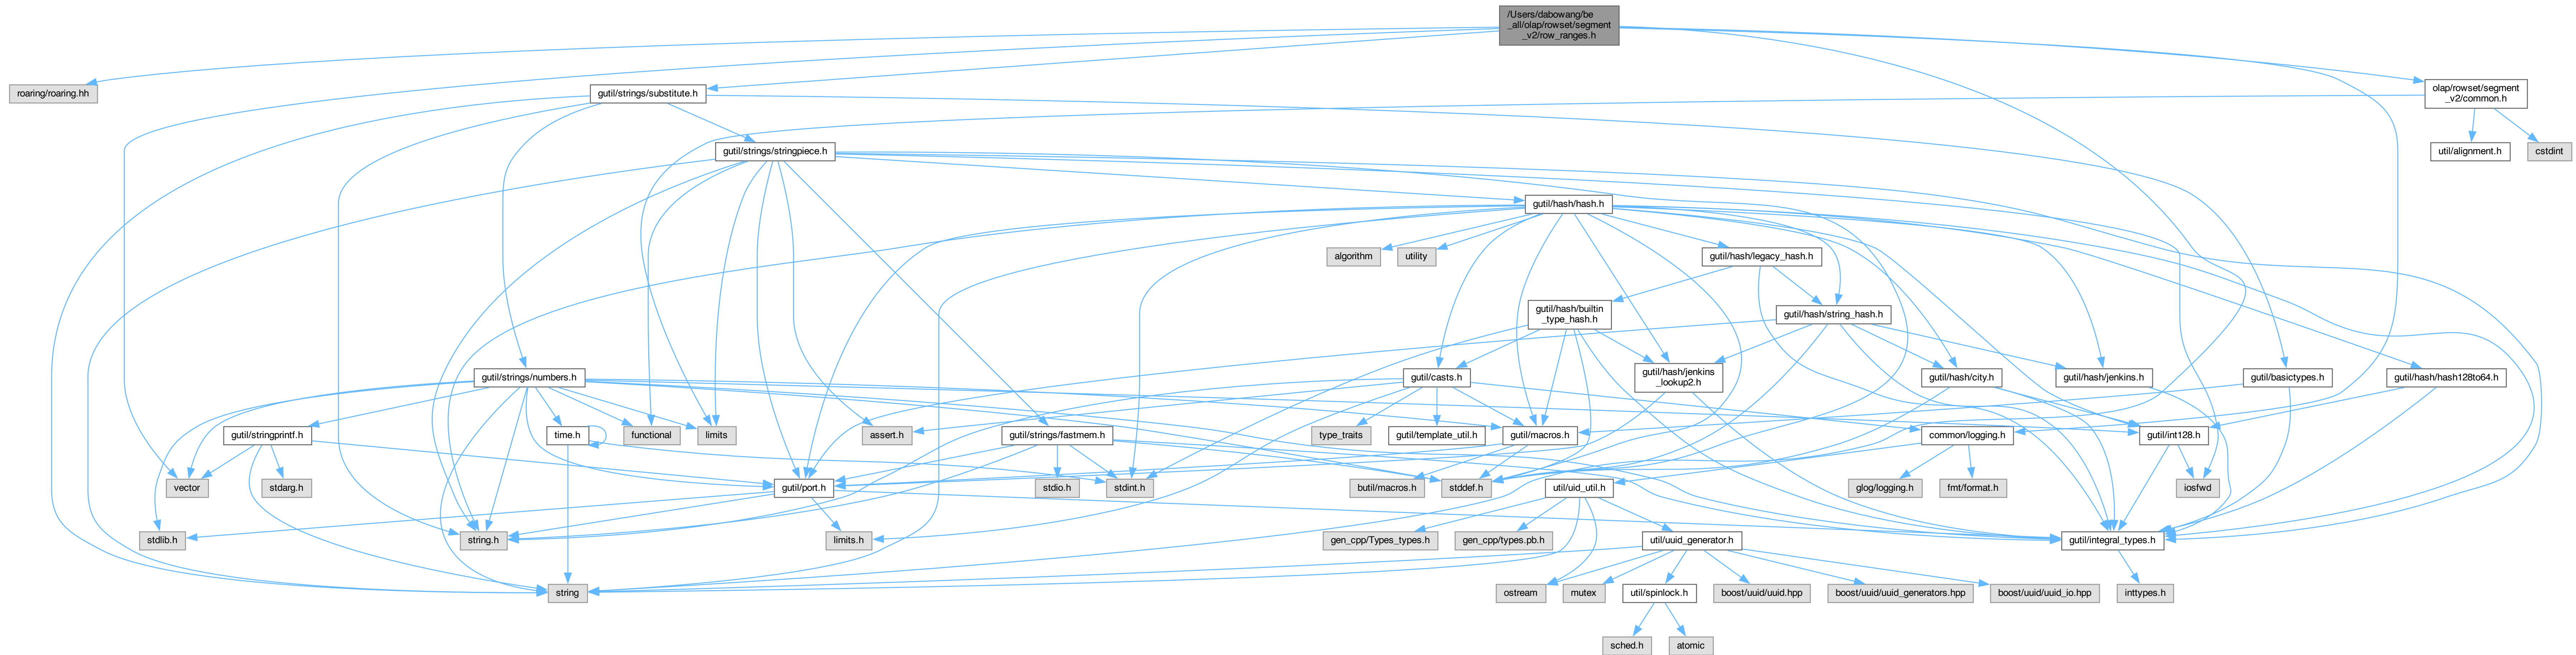 /Users/dabowang/be
_all/olap/rowset/segment
_v2/row_ranges.h
roaring/roaring.hh
gutil/strings/substitute.h
olap/rowset/segment
_v2/common.h
gutil/strings/stringpiece.h
util/alignment.h
cstdint
gutil/hash/hash.h
algorithm
utility
gutil/hash/legacy_hash.h
gutil/hash/builtin
_type_hash.h
gutil/hash/string_hash.h
gutil/strings/numbers.h
gutil/casts.h
gutil/hash/jenkins
_lookup2.h
gutil/hash/city.h
gutil/hash/jenkins.h
gutil/basictypes.h
gutil/hash/hash128to64.h
gutil/stringprintf.h
time.h
functional
limits
assert.h
gutil/strings/fastmem.h
type_traits
gutil/template_util.h
gutil/macros.h
common/logging.h
gutil/int128.h
vector
stdarg.h
gutil/port.h
stdio.h
stdint.h
butil/macros.h
stddef.h
util/uid_util.h
glog/logging.h
fmt/format.h
iosfwd
stdlib.h
string.h
limits.h
gen_cpp/Types_types.h
gen_cpp/types.pb.h
util/uuid_generator.h
gutil/integral_types.h
string
ostream
mutex
util/spinlock.h
boost/uuid/uuid.hpp
boost/uuid/uuid_generators.hpp
boost/uuid/uuid_io.hpp
inttypes.h
sched.h
atomic